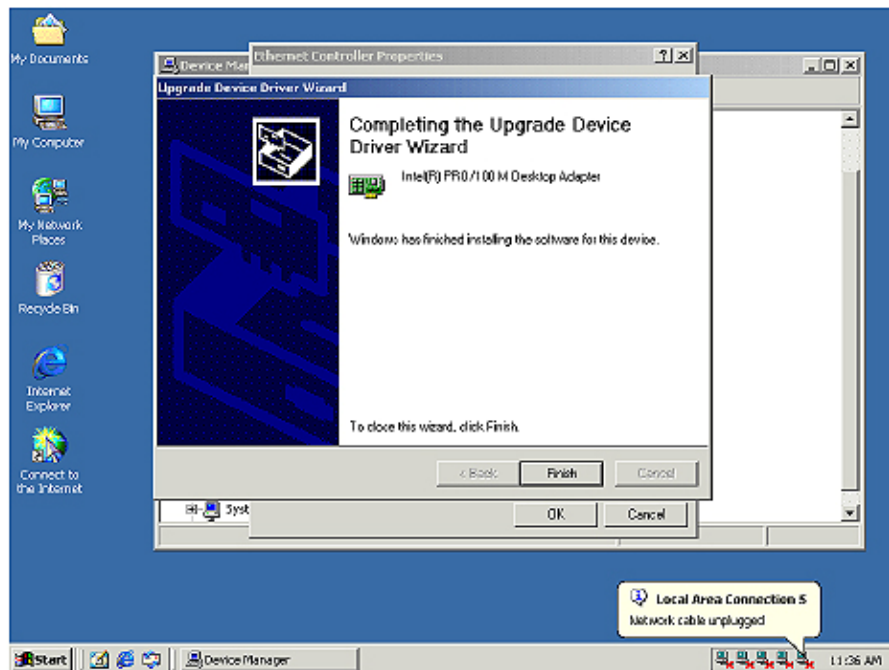 My Documents
My Computer
My Network
Places
Recycle Bin
Internet
Explorer
Connect to
the Internet
Device Man
Ethernet Controller Properties
Upgrade Device Driver Wizard
Completing the Upgrade Device
Driver Wizard
Intel(R) PRO/100 M Desktop Adapter
Windows has finished installing the software for this device.
To close this wizard, click Finish.
< Back
Finish
Cancel
Syst
OK
Cancel
Local Area Connection 5
Network cable unplugged
Start
Device Manager
11:36 AM